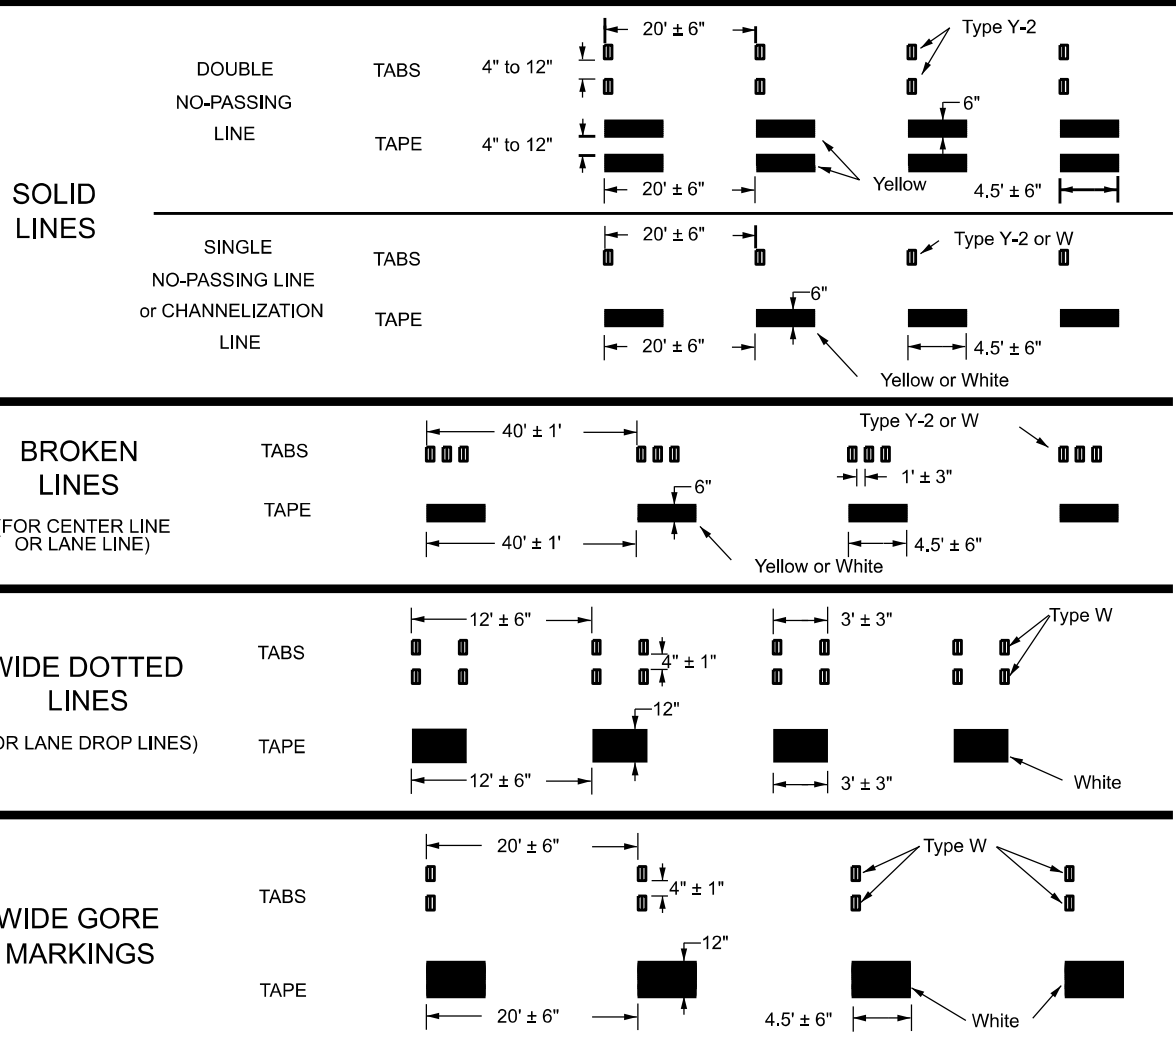 20' ± 6"
Type Y-2
DOUBLE
NO-PASSING
LINE
TABS
4" to 12"
6"
TAPE
4" to 12"
Yellow
20' ± 6"
4.5' ± 6"
SOLID
LINES
SINGLE
NO-PASSING LINE
or CHANNELIZATION
LINE
20' ± 6"
Type Y-2 or W
TABS
6"
TAPE
20' ± 6"
4.5' ± 6"
Yellow or White
BROKEN
LINES
(FOR CENTER LINE
OR LANE LINE)
40' ± 1'
Type Y-2 or W
TABS
1' ± 3"
6"
TAPE
40' ± 1'
4.5' ± 6"
Yellow or White
WIDE DOTTED
LINES
OR LANE DROP LINES)
12' ± 6"
3' ± 3"
Type W
TABS
4" ± 1"
12"
TAPE
12' ± 6"
3' ± 3"
White
WIDE GORE
MARKINGS
20' ± 6"
Type W
TABS
4" ± 1"
12"
TAPE
20' ± 6"
4.5' ± 6"
White